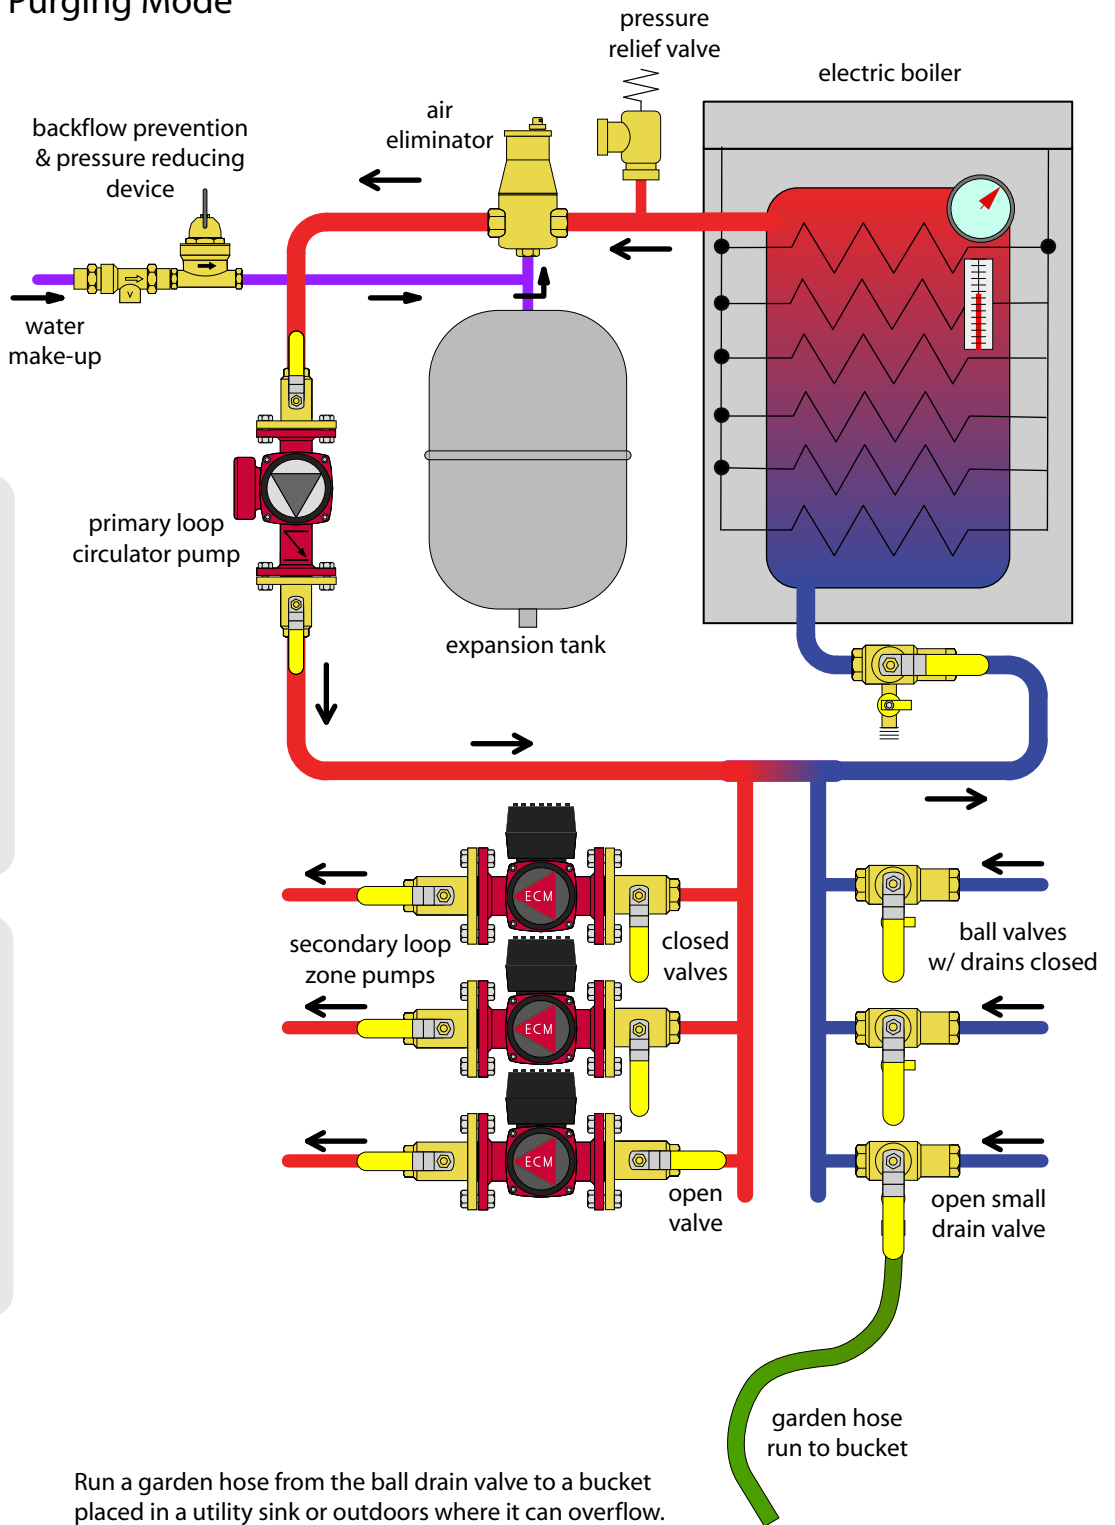 Purging Mode
pressure
relief valve
electric boiler
air
eliminator
backflow prevention
& pressure reducing
device
V
water
make-up
primary loop
circulator pump
expansion tank
ECM
secondary loop
zone pumps
closed
valves
ball valves
w/ drains closed
ECM
ECM
open
valve
open small
drain valve
garden hose
run to bucket
Run a garden hose from the ball drain valve to a bucket
placed in a utility sink or outdoors where it can overflow.